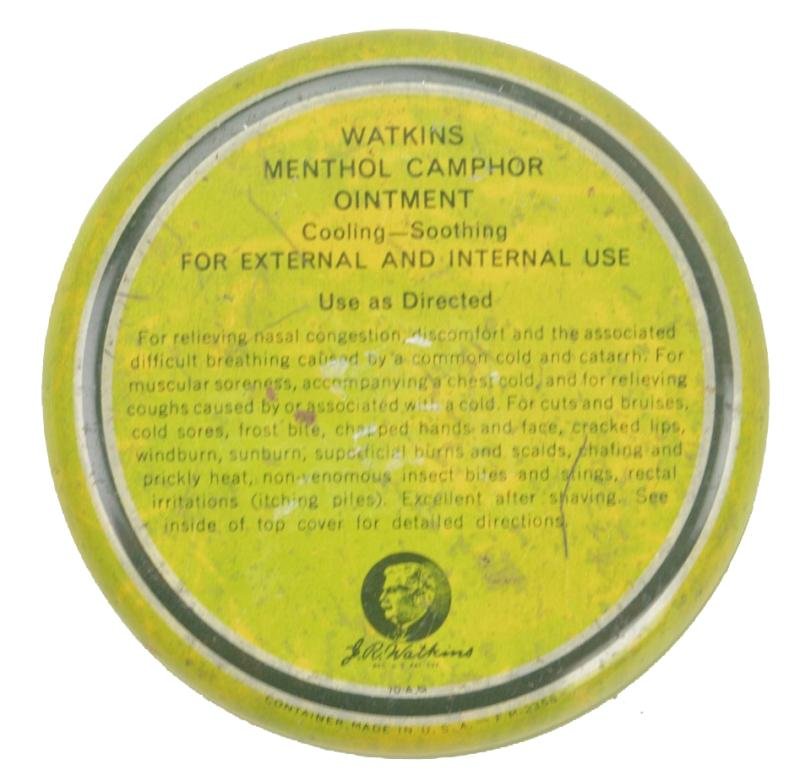 WATKINS
MENTHOL CAMPHOR
OINTMENT
Cooling—Soothing
FOR EXTERNAL AND INTERNAL USE
Use as Directed
For relieving nasal congestion, discomfort and the associated
difficult breathing caused by a common cold and catarrh. For
muscular soreness, accompanying a chest cold, and for relieving
coughs caused by or associated with a cold. For cuts and bruises,
cold sores, frost bite, chapped hands and face, cracked lips,
windburn, sunburn, superficial burns and scalds, chafing and
prickly heat, non-venomous insect bites and stings, rectal
irritations (itching piles). Excellent after shaving. See
inside of top cover for detailed directions.
J.R. Watkins
REG. U.S. PAT. OFF.
CONTAINER MADE IN U.S.A.